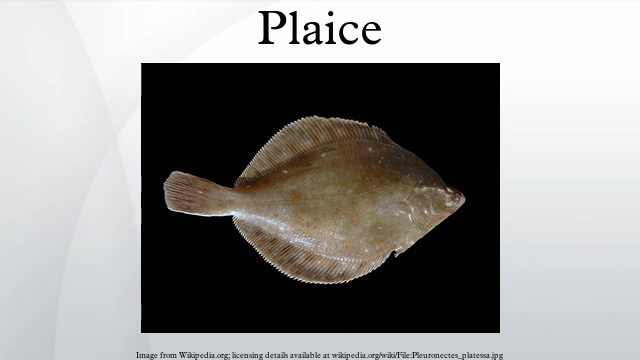 Plaice
Image from Wikipedia.org; licensing details available at wikipedia.org/wiki/File:Pleuronectes_platessa.jpg